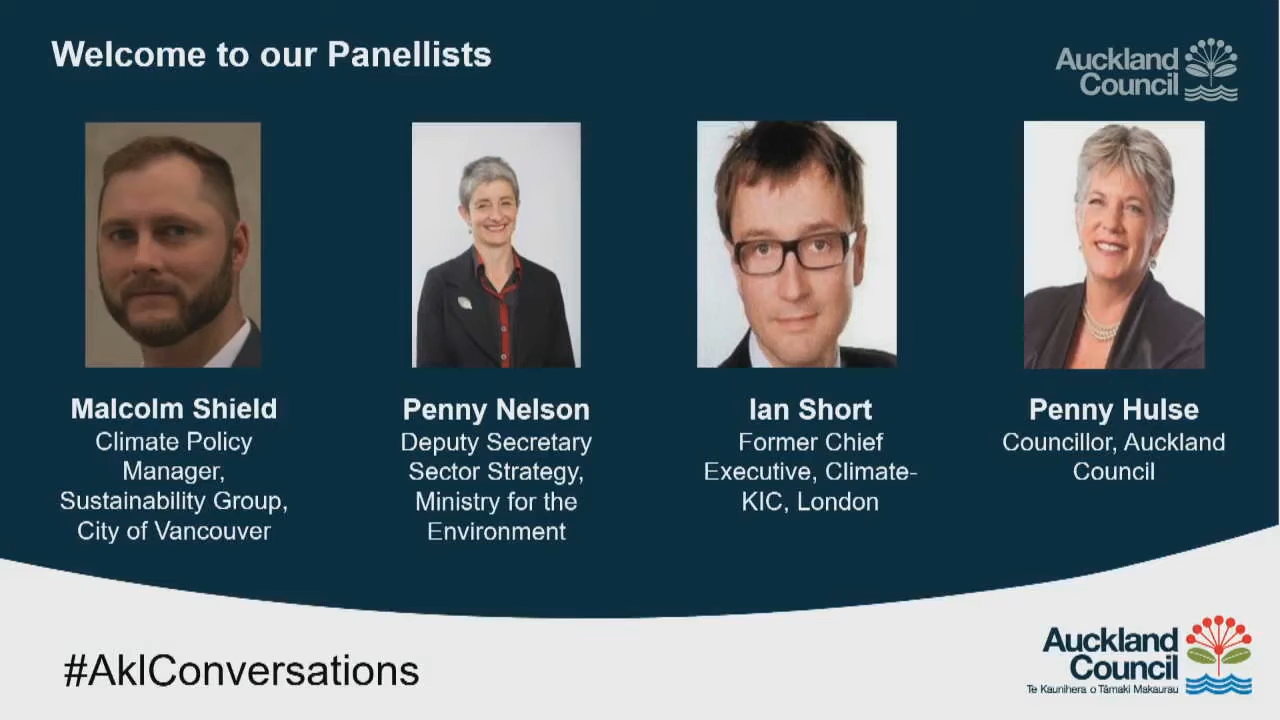 Welcome to our Panellists
Auckland
Council
Malcolm Shield
Climate Policy
Manager,
Sustainability Group,
City of Vancouver
Penny Nelson
Deputy Secretary
Sector Strategy,
Ministry for the
Environment
Ian Short
Former Chief
Executive, Climate-
KIC, London
Penny Hulse
Councillor, Auckland
Council
#AklConversations
Auckland
Council
Te Kaunihera o Tāmaki Makaurau